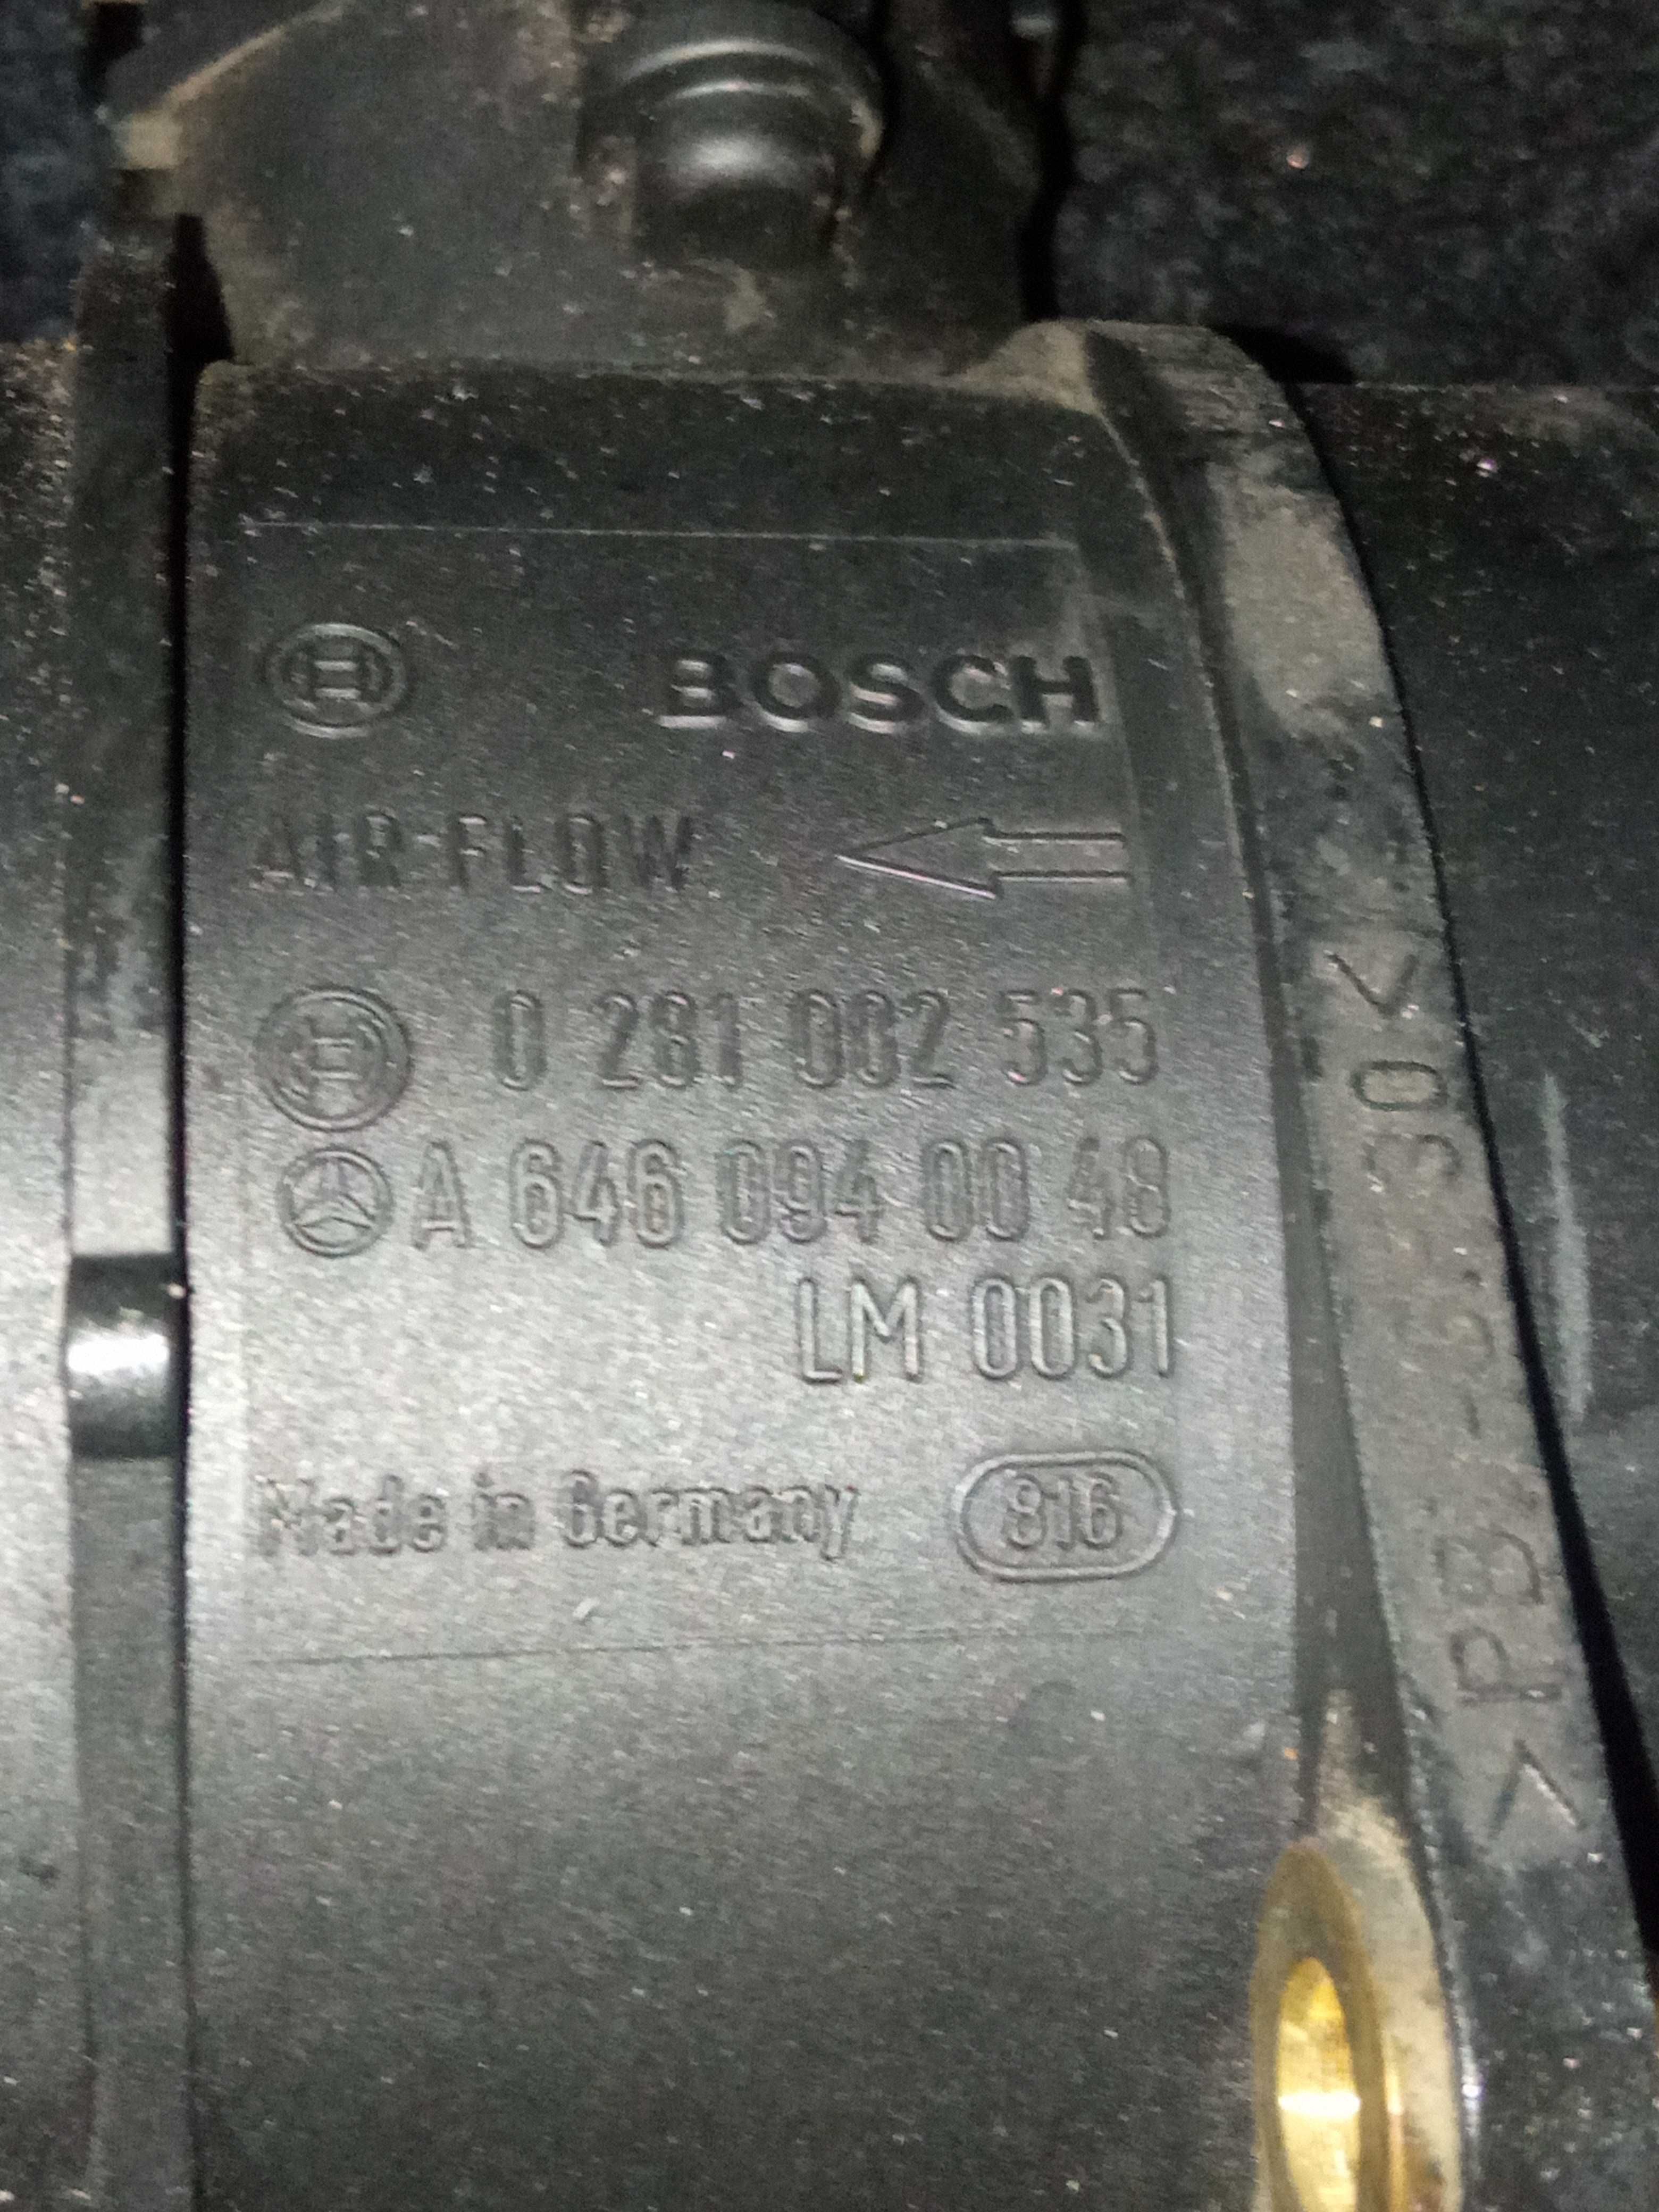 BOSCH
AIR-FLOW
0 281 002 535
A 646 094 00 48
LM 0031
Made in Germany 816
>PBT-GF30<